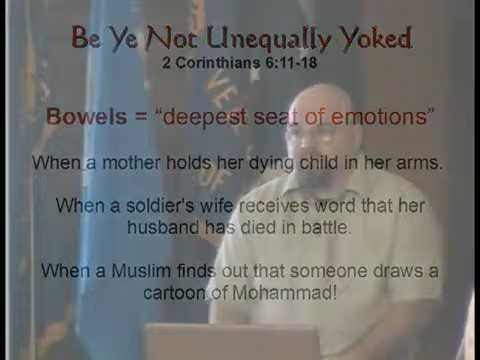 Be Ye Not Unequally Yoked
2 Corinthians 6:11-18
Bowels = “deepest seat of emotions”
When a mother holds her dying child in her arms.
When a soldier's wife receives word that her
husband has died in battle.
When a Muslim finds out that someone draws a
cartoon of Mohammad!